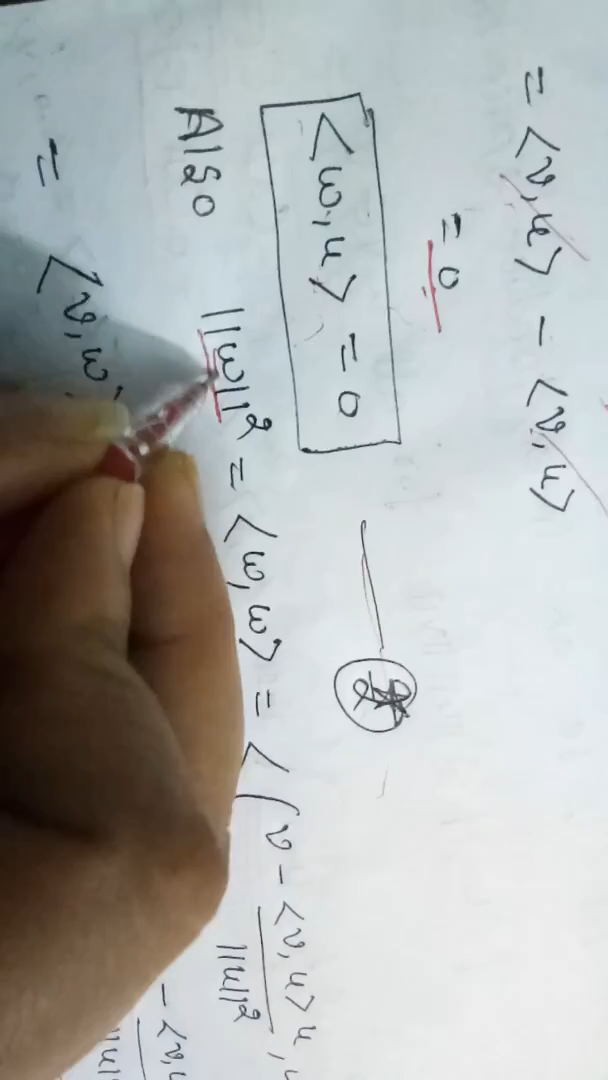 = <v,u> - <v,u>
= 0
<w,u> = 0
Also ||w||² = <w,w> = <(v - <v,u>u
||u||²
= <v,w
- <v,u
||u|